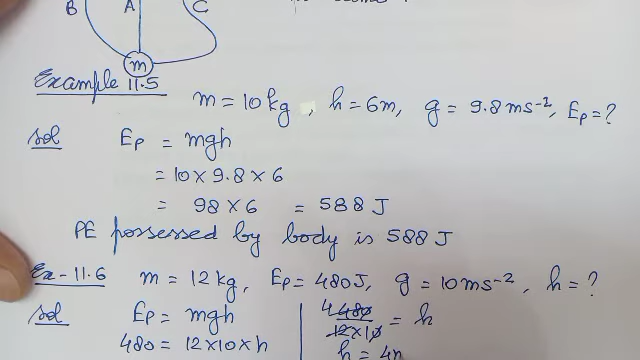 B A C
m
Example 11.5
m = 10 kg, h = 6m, g = 9.8 ms⁻², Ep = ?
Sol Ep = mgh
= 10 × 9.8 × 6
= 98 × 6 = 588 J
PE possessed by body is 588 J
Ex - 11.6 m = 12 kg, Ep = 480 J, g = 10 ms⁻², h = ?
Sol Ep = mgh
480 = 12 × 10 × h
4 480 / 12 × 10 = h
h = 4m